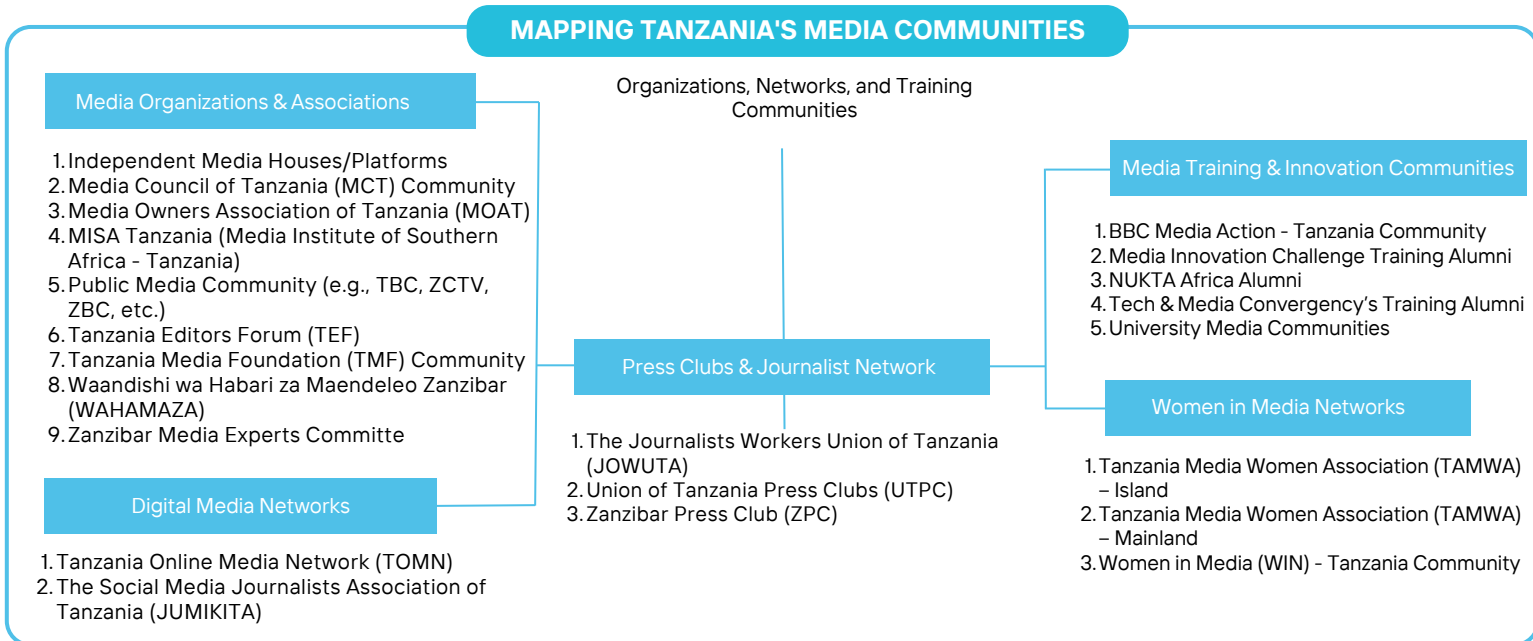 MAPPING TANZANIA'S MEDIA COMMUNITIES
Organizations, Networks, and Training
Communities
Media Organizations & Associations
1. Independent Media Houses/Platforms
2. Media Council of Tanzania (MCT) Community
3. Media Owners Association of Tanzania (MOAT)
4. MISA Tanzania (Media Institute of Southern
Africa - Tanzania)
5. Public Media Community (e.g., TBC, ZCTV,
ZBC, etc.)
6. Tanzania Editors Forum (TEF)
7. Tanzania Media Foundation (TMF) Community
8. Waandishi wa Habari za Maendeleo Zanzibar
(WAHAMAZA)
9. Zanzibar Media Experts Committe
Digital Media Networks
1. Tanzania Online Media Network (TOMN)
2. The Social Media Journalists Association of
Tanzania (JUMIKITA)
Press Clubs & Journalist Network
1. The Journalists Workers Union of Tanzania
(JOWUTA)
2. Union of Tanzania Press Clubs (UTPC)
3. Zanzibar Press Club (ZPC)
Media Training & Innovation Communities
1. BBC Media Action - Tanzania Community
2. Media Innovation Challenge Training Alumni
3. NUKTA Africa Alumni
4. Tech & Media Convergency’s Training Alumni
5. University Media Communities
Women in Media Networks
1. Tanzania Media Women Association (TAMWA)
– Island
2. Tanzania Media Women Association (TAMWA)
– Mainland
3. Women in Media (WIN) - Tanzania Community